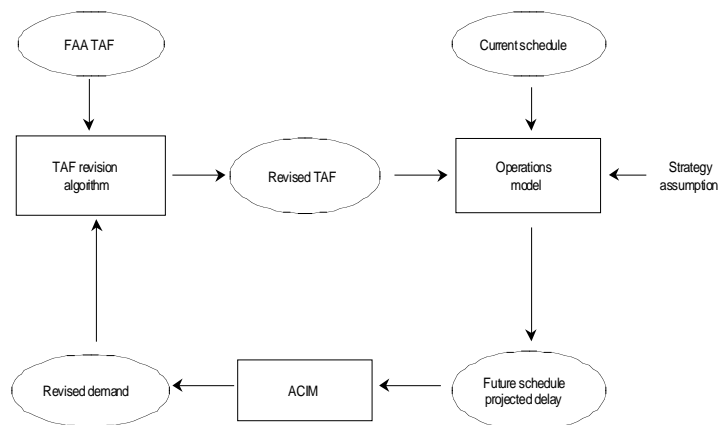 FAA TAF
Current schedule
TAF revision
algorithm
Revised TAF
Operations
model
Strategy
assumption
Revised demand
ACIM
Future schedule
projected delay